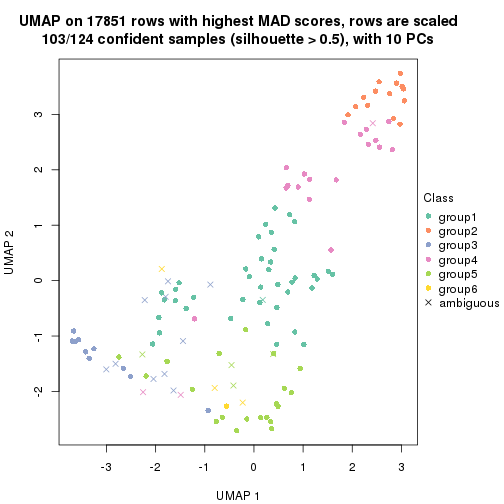 UMAP on 17851 rows with highest MAD scores, rows are scaled
103/124 confident samples (silhouette > 0.5), with 10 PCs
3
2
1
0
-1
-2
UMAP 2
-3
-2
-1
0
1
2
3
UMAP 1
Class
group1
group2
group3
group4
group5
group6
ambiguous